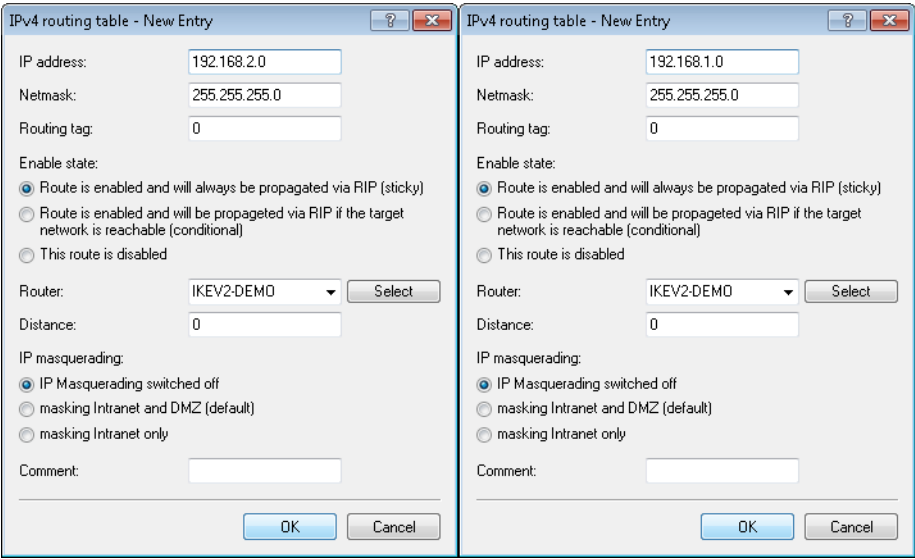 IPv4 routing table - New Entry
IP address:
192.168.2.0
Netmask:
255.255.255.0
Routing tag:
0
Enable state:
Route is enabled and will always be propagated via RIP (sticky)
Route is enabled and will be propageted via RIP if the target
network is reachable (conditional)
This route is disabled
Router:
IKEV2-DEMO
Select
Distance:
0
IP masquerading:
IP Masquerading switched off
masking Intranet and DMZ (default)
masking Intranet only
Comment:
OK
Cancel
IPv4 routing table - New Entry
IP address:
192.168.1.0
Netmask:
255.255.255.0
Routing tag:
0
Enable state:
Route is enabled and will always be propagated via RIP (sticky)
Route is enabled and will be propageted via RIP if the target
network is reachable (conditional)
This route is disabled
Router:
IKEV2-DEMO
Select
Distance:
0
IP masquerading:
IP Masquerading switched off
masking Intranet and DMZ (default)
masking Intranet only
Comment:
OK
Cancel